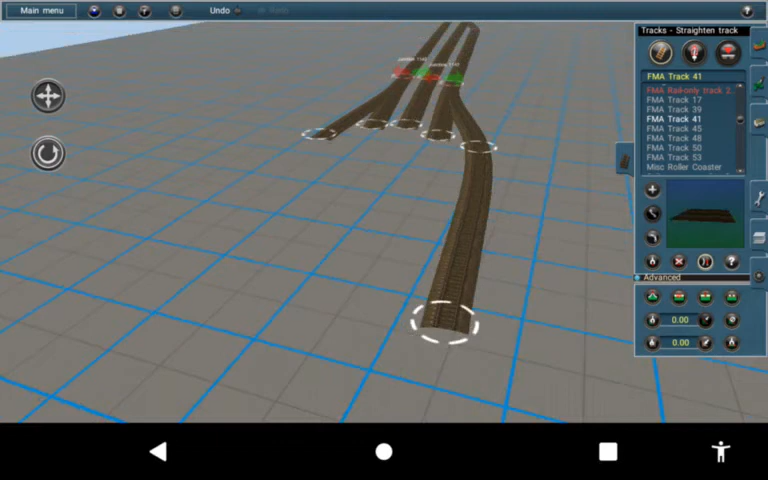 Main menu
Undo
Redo
?
Tracks - Straighten track
FMA Track 41
FMA Rail-only track 2..
FMA Track 17
FMA Track 39
FMA Track 41
FMA Track 45
FMA Track 48
FMA Track 50
FMA Track 53
Misc Roller Coaster
?
Advanced
0.00
0.00